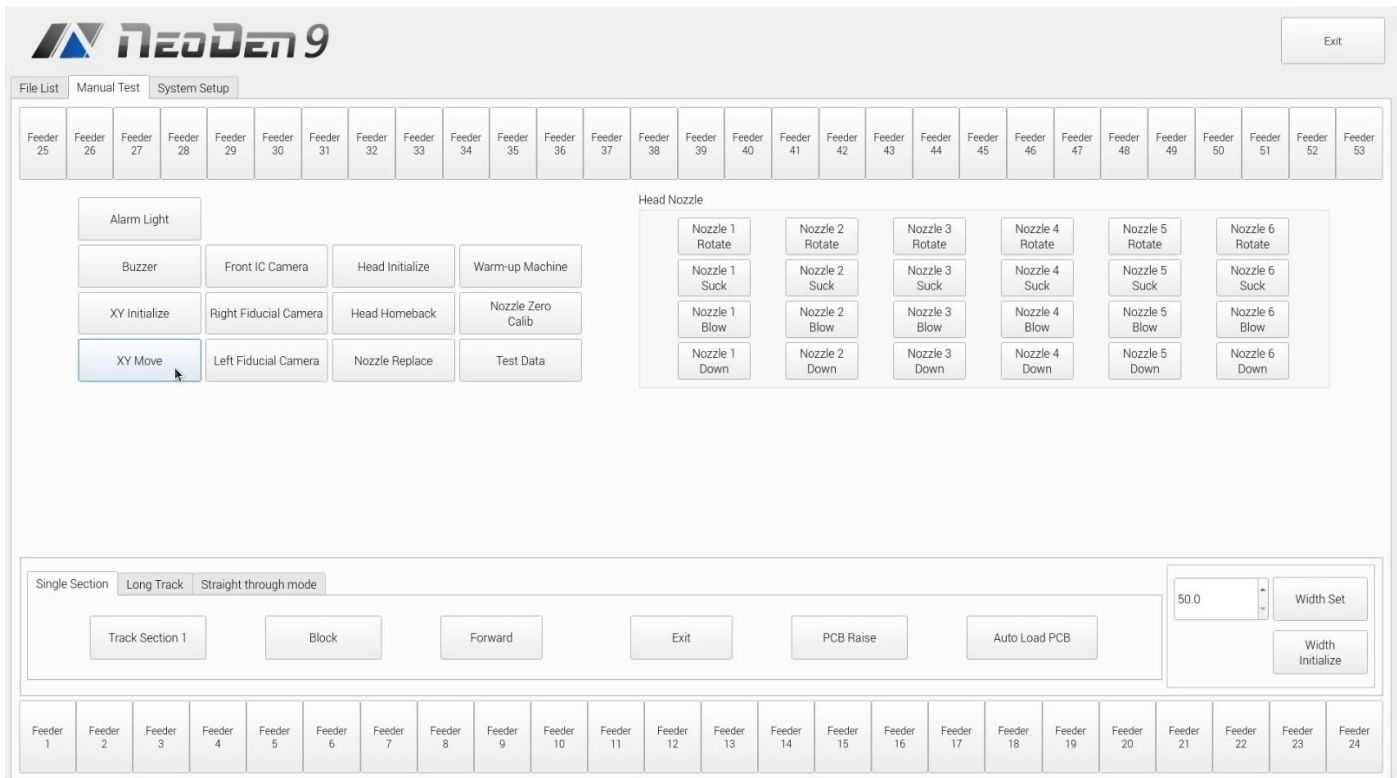 NEODEN 9
Exit
File List
Manual Test
System Setup
Feeder
25
Feeder
26
Feeder
27
Feeder
28
Feeder
29
Feeder
30
Feeder
31
Feeder
32
Feeder
33
Feeder
34
Feeder
35
Feeder
36
Feeder
37
Feeder
38
Feeder
39
Feeder
40
Feeder
41
Feeder
42
Feeder
43
Feeder
44
Feeder
45
Feeder
46
Feeder
47
Feeder
48
Feeder
49
Feeder
50
Feeder
51
Feeder
52
Feeder
53
Alarm Light
Buzzer
Front IC Camera
Head Initialize
Warm-up Machine
XY Initialize
Right Fiducial Camera
Head Homeback
Nozzle Zero
Calib
XY Move
Left Fiducial Camera
Nozzle Replace
Test Data
Head Nozzle
Nozzle 1
Rotate
Nozzle 2
Rotate
Nozzle 3
Rotate
Nozzle 4
Rotate
Nozzle 5
Rotate
Nozzle 6
Rotate
Nozzle 1
Suck
Nozzle 2
Suck
Nozzle 3
Suck
Nozzle 4
Suck
Nozzle 5
Suck
Nozzle 6
Suck
Nozzle 1
Blow
Nozzle 2
Blow
Nozzle 3
Blow
Nozzle 4
Blow
Nozzle 5
Blow
Nozzle 6
Blow
Nozzle 1
Down
Nozzle 2
Down
Nozzle 3
Down
Nozzle 4
Down
Nozzle 5
Down
Nozzle 6
Down
Single Section
Long Track
Straight through mode
Track Section 1
Block
Forward
Exit
PCB Raise
Auto Load PCB
50.0
Width Set
Width
Initialize
Feeder
1
Feeder
2
Feeder
3
Feeder
4
Feeder
5
Feeder
6
Feeder
7
Feeder
8
Feeder
9
Feeder
10
Feeder
11
Feeder
12
Feeder
13
Feeder
14
Feeder
15
Feeder
16
Feeder
17
Feeder
18
Feeder
19
Feeder
20
Feeder
21
Feeder
22
Feeder
23
Feeder
24